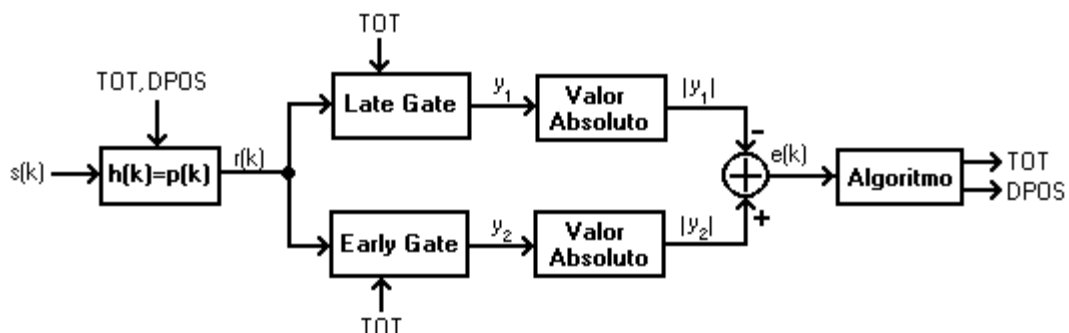 TOT
TOT, DPOS
s(k)
h(k)=p(k)
r(k)
Late Gate
y1
Valor
Absoluto
|y1|
-
e(k)
Algoritmo
TOT
DPOS
+
Early Gate
y2
Valor
Absoluto
|y2|
+
TOT